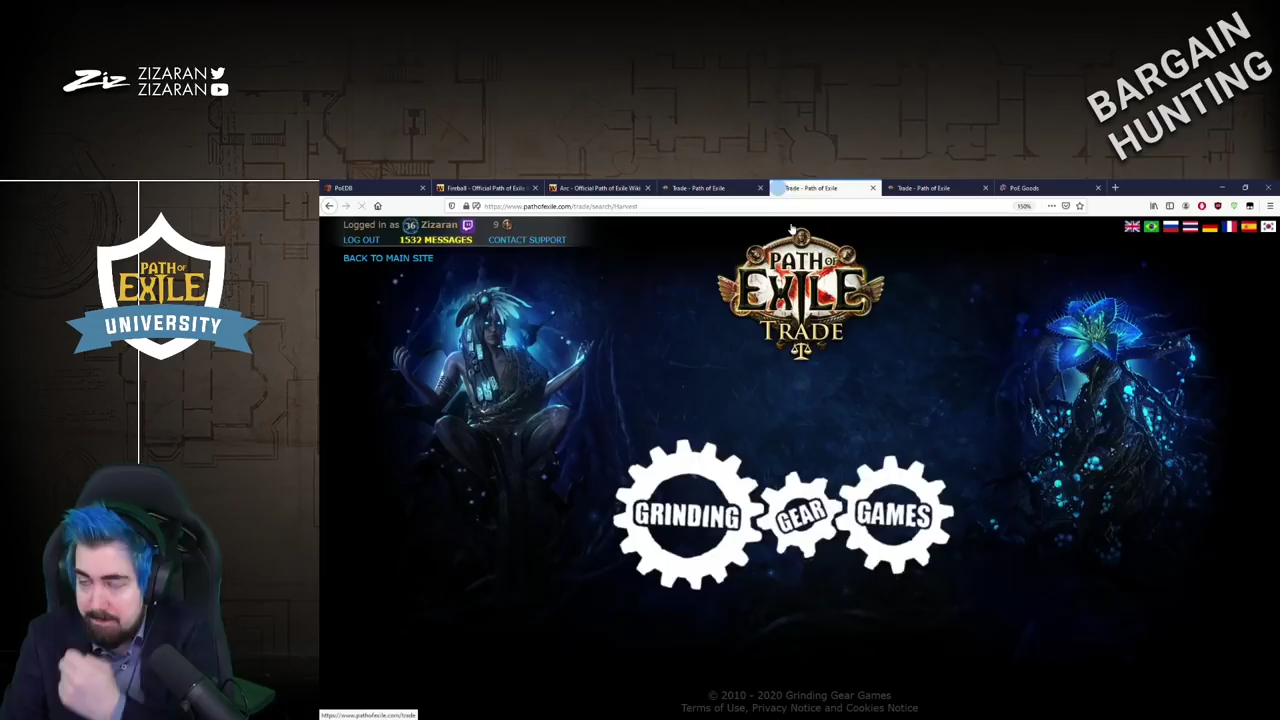 Ziz
ZIZARAN
ZIZARAN
BARGAIN
HUNTING
PATH OF
EXILE
UNIVERSITY
PoEDB
Fireball - Official Path of Exile
Arc - Official Path of Exile Wiki
Trade - Path of Exile
Trade - Path of Exile
Trade - Path of Exile
PoE Goods
https://www.pathofexile.com/trade/search/Harvest
150%
Logged in as 36 Zizaran 9
LOG OUT 1532 MESSAGES CONTACT SUPPORT
BACK TO MAIN SITE
PATH OF
EXILE
TRADE
GRINDING GEAR GAMES
© 2010 - 2020 Grinding Gear Games
Terms of Use, Privacy Notice and Cookies Notice
https://www.pathofexile.com/trade